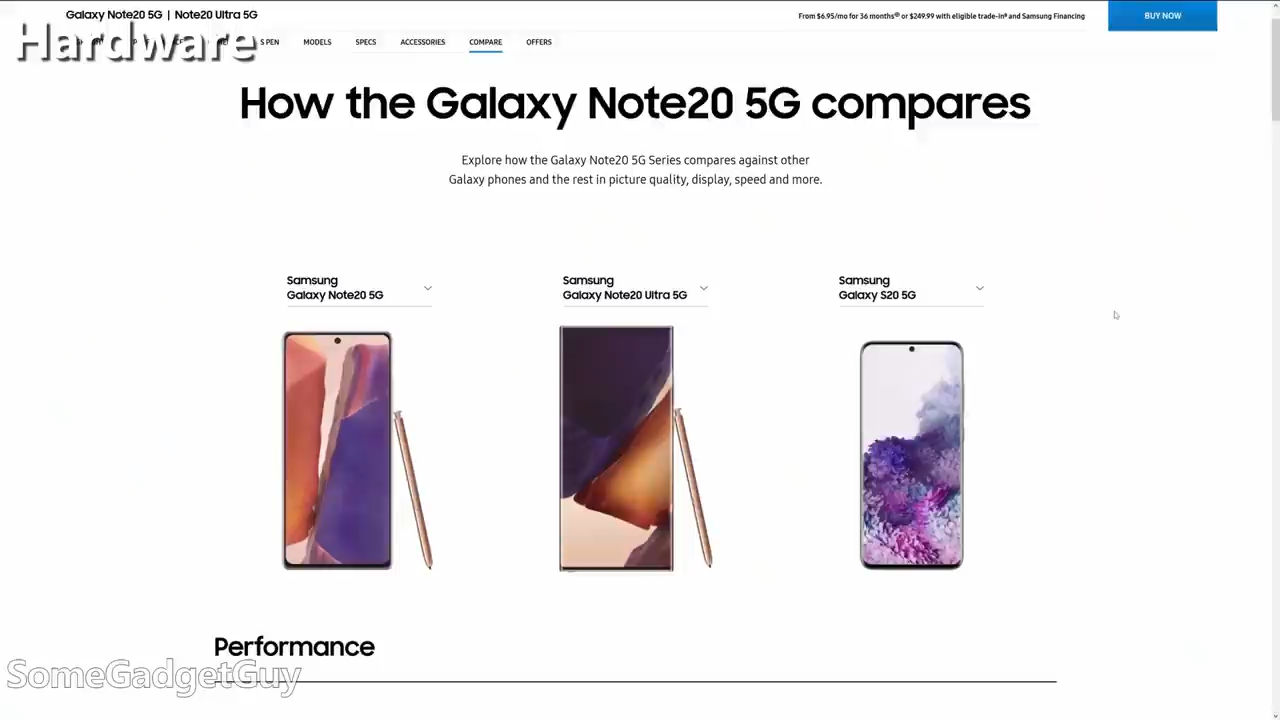 Galaxy Note20 5G | Note20 Ultra 5G
From $6.95/mo for 36 months⁰ or $249.99 with eligible trade-in⁸ and Samsung Financing
BUY NOW
Hardware
S PEN
MODELS
SPECS
ACCESSORIES
COMPARE
OFFERS
How the Galaxy Note20 5G compares
Explore how the Galaxy Note20 5G Series compares against other
Galaxy phones and the rest in picture quality, display, speed and more.
Samsung
Galaxy Note20 5G
Samsung
Galaxy Note20 Ultra 5G
Samsung
Galaxy S20 5G
Performance
SomeGadgetGuy